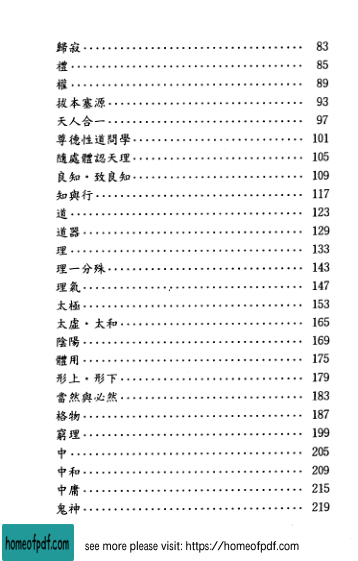 歸寂 ································ 83
禮 ································ 85
權 ································ 89
拔本塞源 ································ 93
天人合一 ································ 97
尊德性道問學 ································ 101
隨處體認天理 ································ 105
良知·致良知 ································ 109
知與行 ································ 117
道 ································ 123
道器 ································ 129
理 ································ 133
理一分殊 ································ 143
理氣 ································ 147
太極 ································ 153
太虛·太和 ································ 165
陰陽 ································ 169
體用 ································ 175
形上·形下 ································ 179
當然與必然 ································ 183
格物 ································ 187
窮理 ································ 199
中 ································ 205
中和 ································ 209
中庸 ································ 215
鬼神 ································ 219
homeofpdf.com see more please visit: https://homeofpdf.com